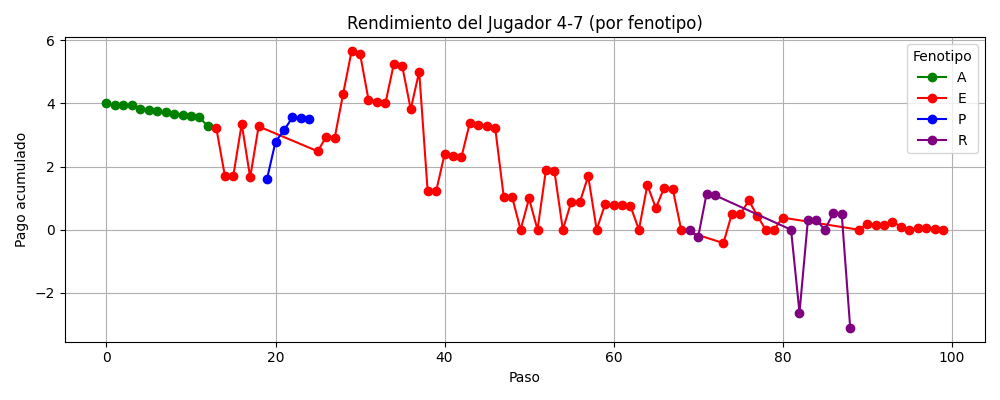 Rendimiento del Jugador 4-7 (por fenotipo)
Pago acumulado
6
4
2
0
−2
Fenotipo
A
E
P
R
0 20 40 60 80 100
Paso